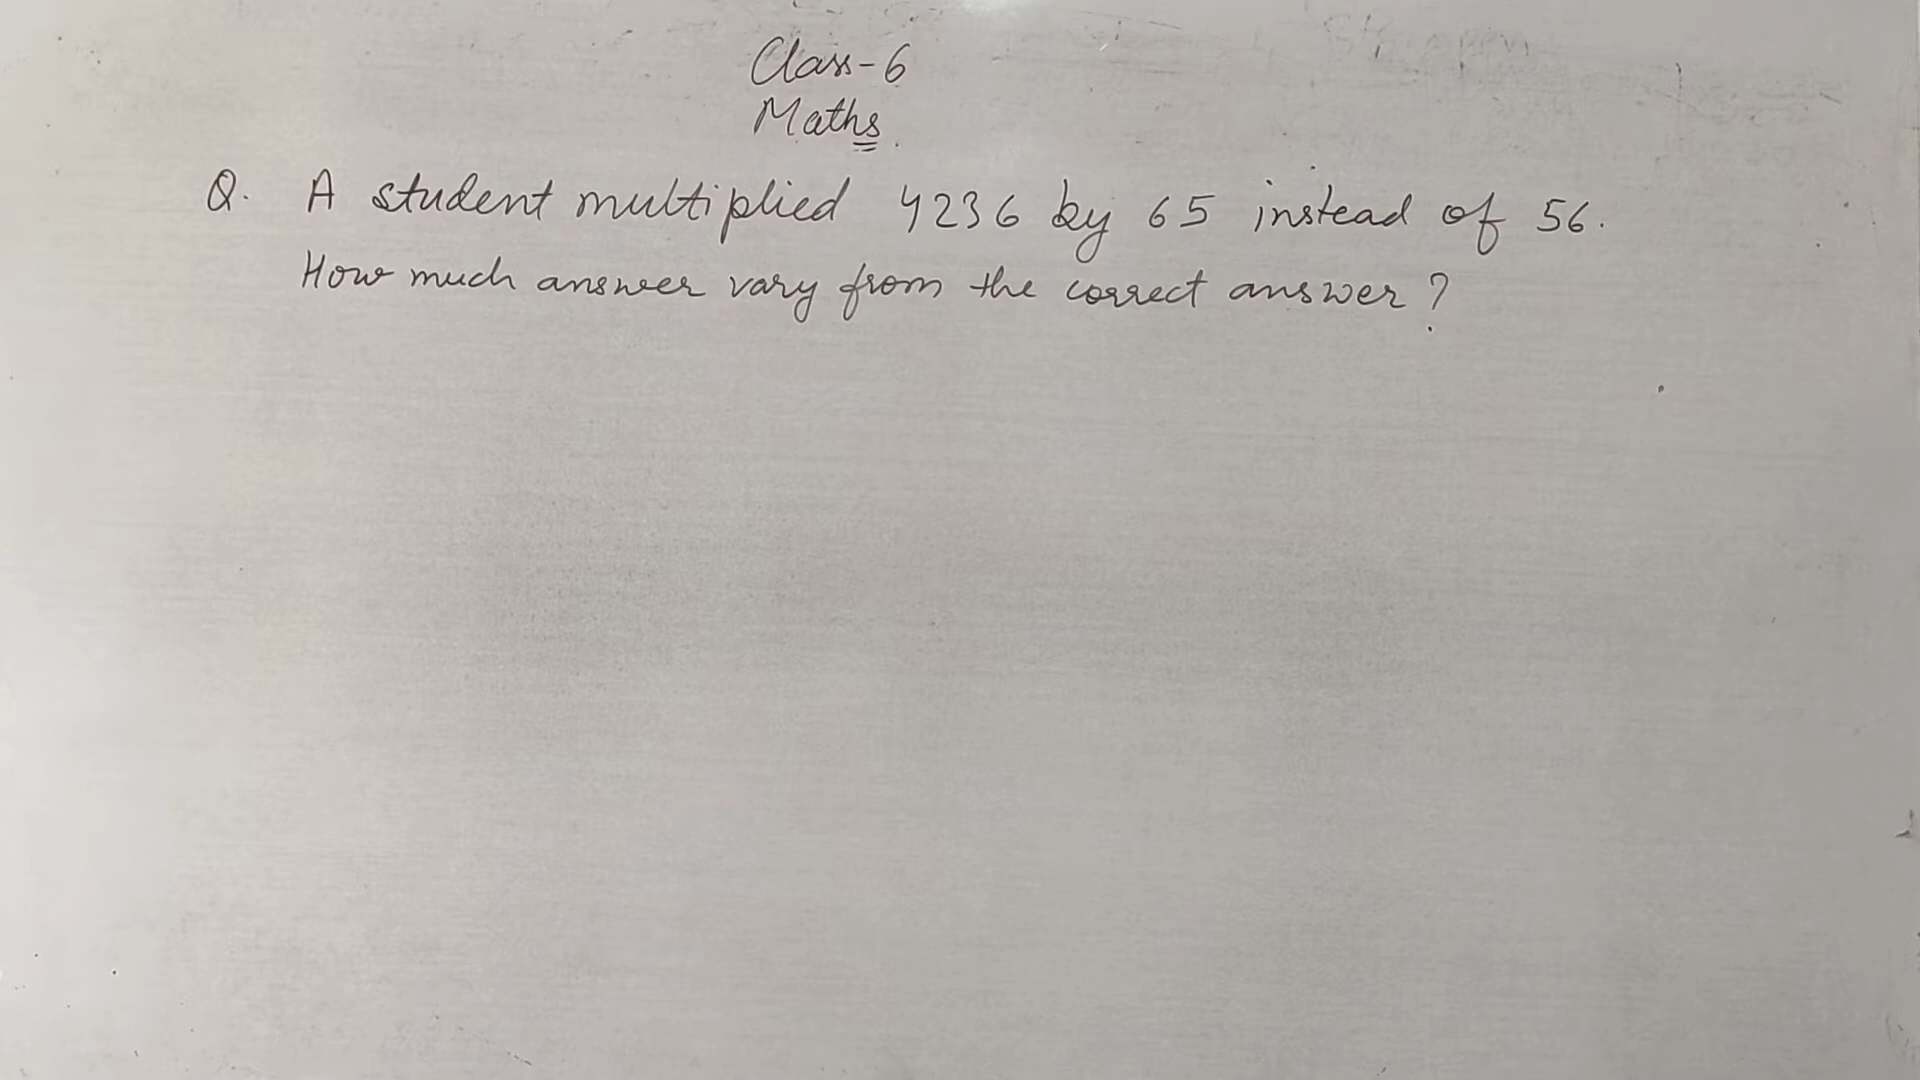 Class-6
Maths.
Q. A student multiplied 4236 by 65 instead of 56.
How much answer vary from the correct answer?